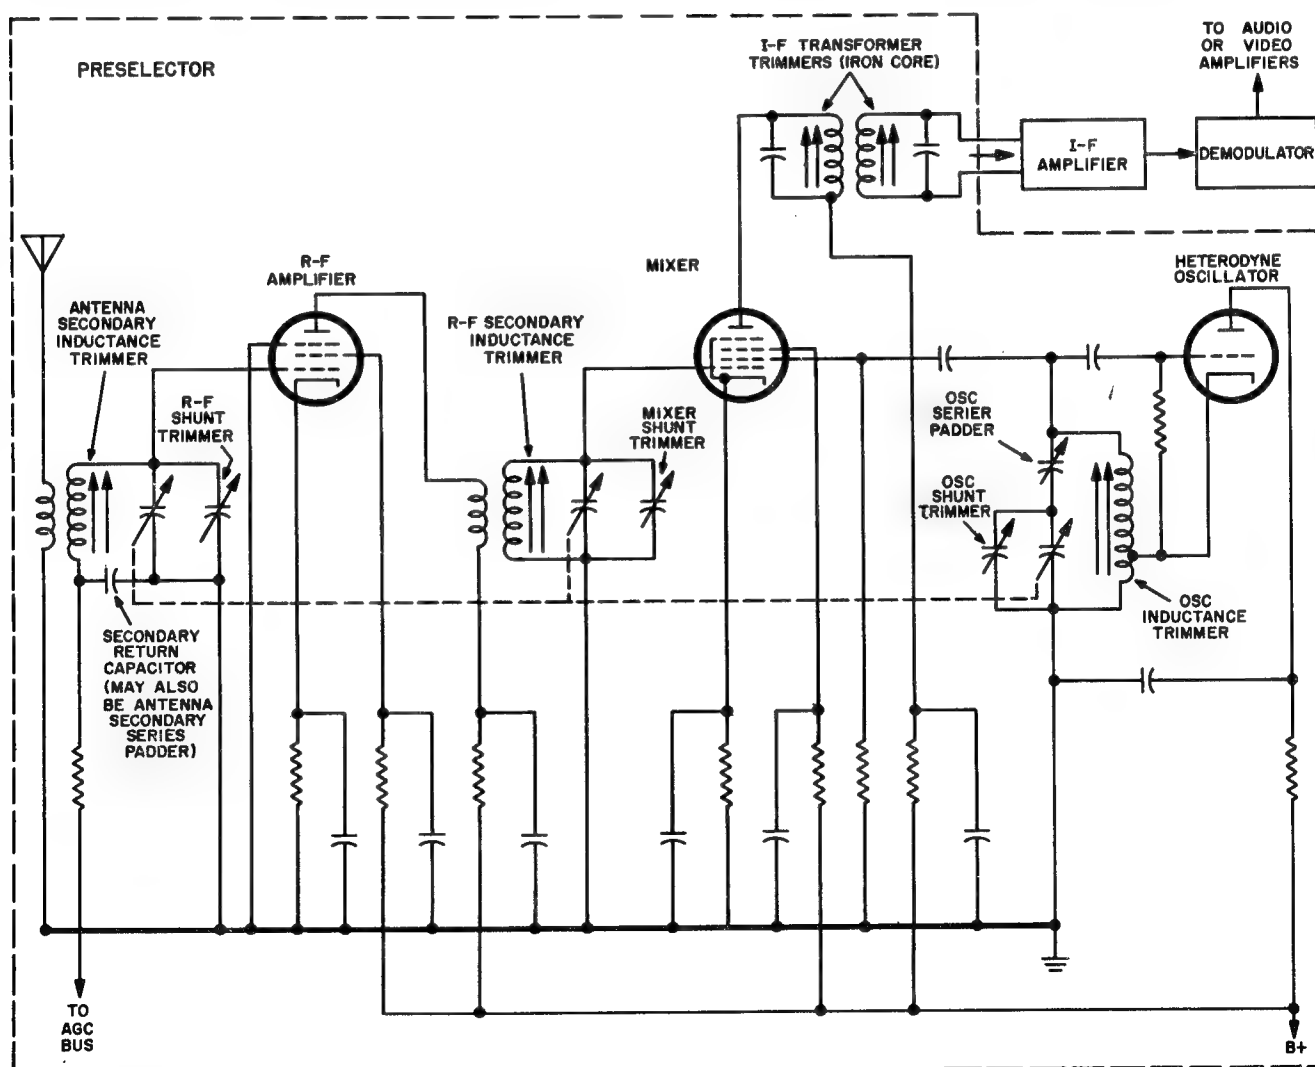 PRESELECTOR
I-F TRANSFORMER
TRIMMERS (IRON CORE)
TO AUDIO
OR VIDEO
AMPLIFIERS
I-F
AMPLIFIER
DEMODULATOR
R-F
AMPLIFIER
MIXER
HETERODYNE
OSCILLATOR
ANTENNA
SECONDARY
INDUCTANCE
TRIMMER
R-F
SHUNT
TRIMMER
R-F SECONDARY
INDUCTANCE
TRIMMER
MIXER
SHUNT
TRIMMER
OSC
SERIER
PADDER
OSC
SHUNT
TRIMMER
OSC
INDUCTANCE
TRIMMER
SECONDARY
RETURN
CAPACITOR
(MAY ALSO
BE ANTENNA
SECONDARY
SERIES
PADDER)
TO
AGC
BUS
B+